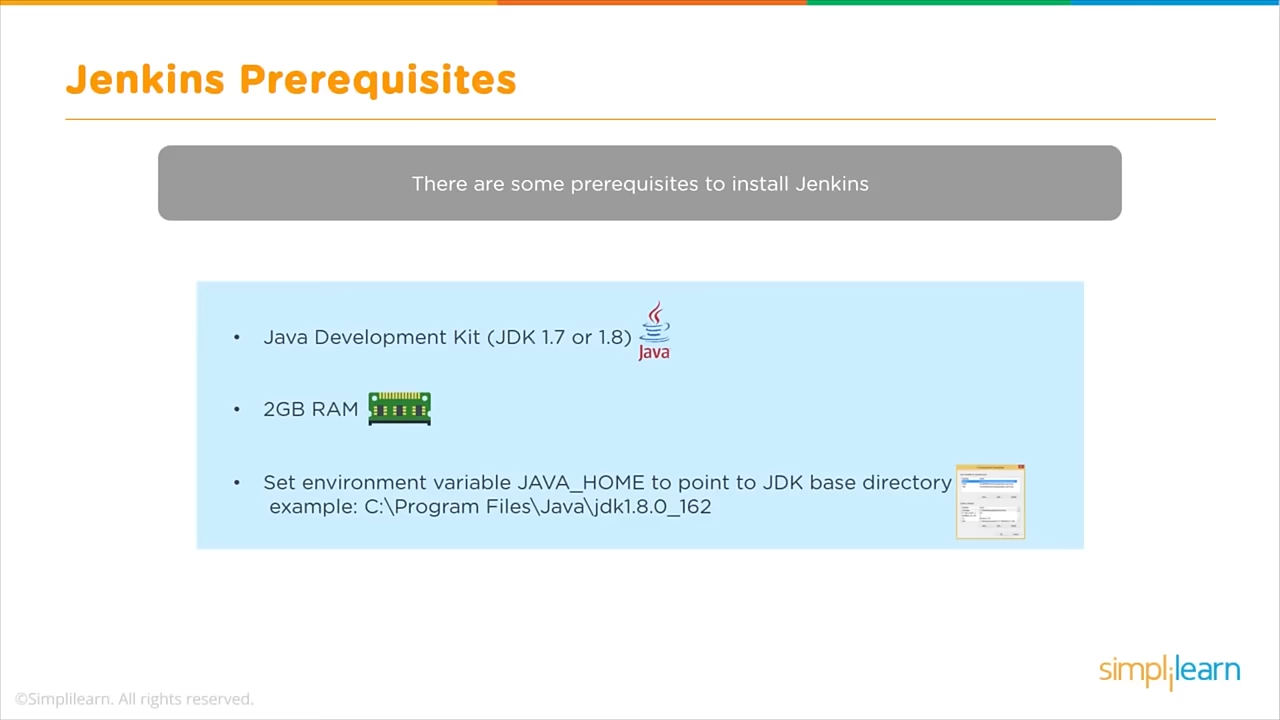 Jenkins Prerequisites
There are some prerequisites to install Jenkins
• Java Development Kit (JDK 1.7 or 1.8)
Java
• 2GB RAM
• Set environment variable JAVA_HOME to point to JDK base directory
example: C:\Program Files\Java\jdk1.8.0_162
simplilearn
©Simplilearn. All rights reserved.